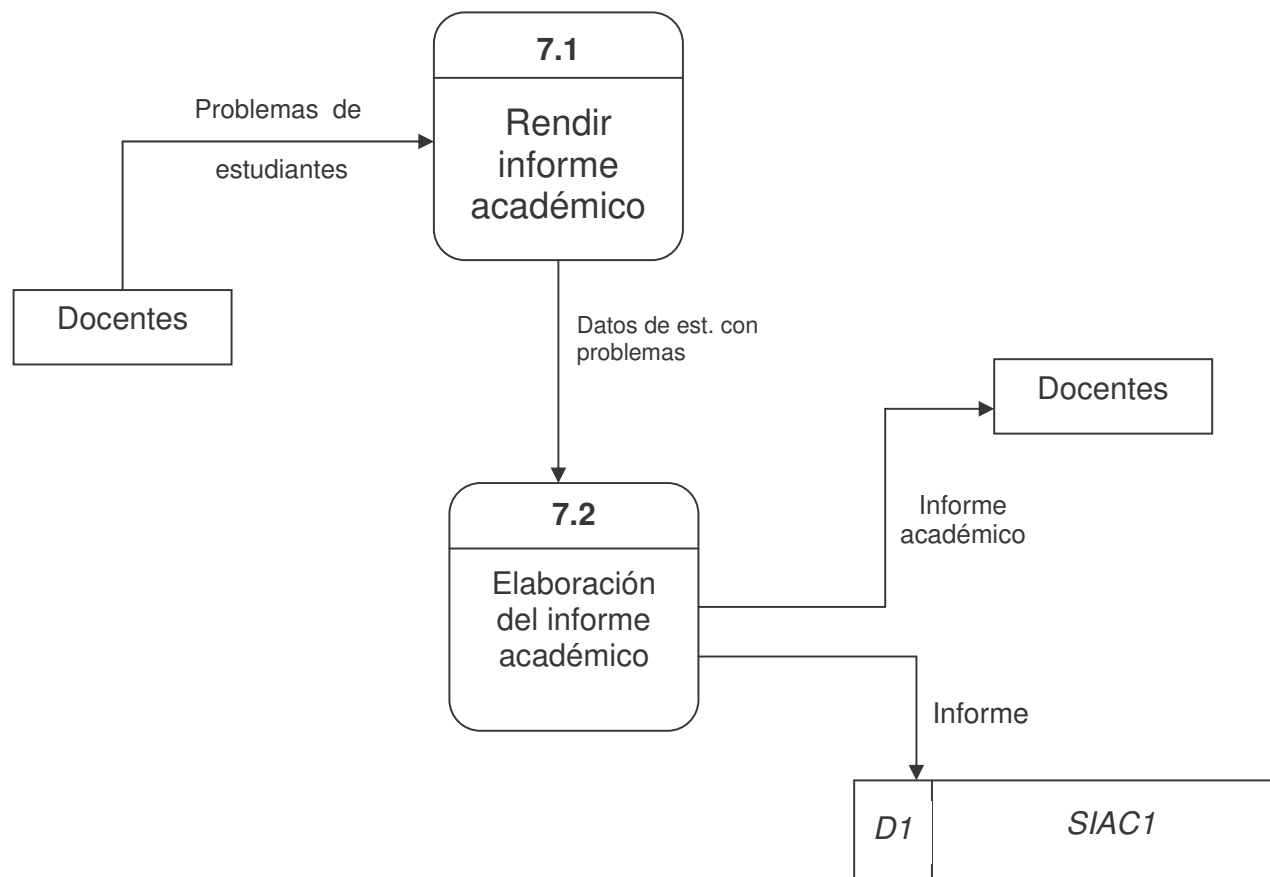 7.1
Rendir
informe
académico
Problemas de
estudiantes
Docentes
Datos de est. con
problemas
Docentes
7.2
Elaboración
del informe
académico
Informe
académico
Informe
D1
SIAC1